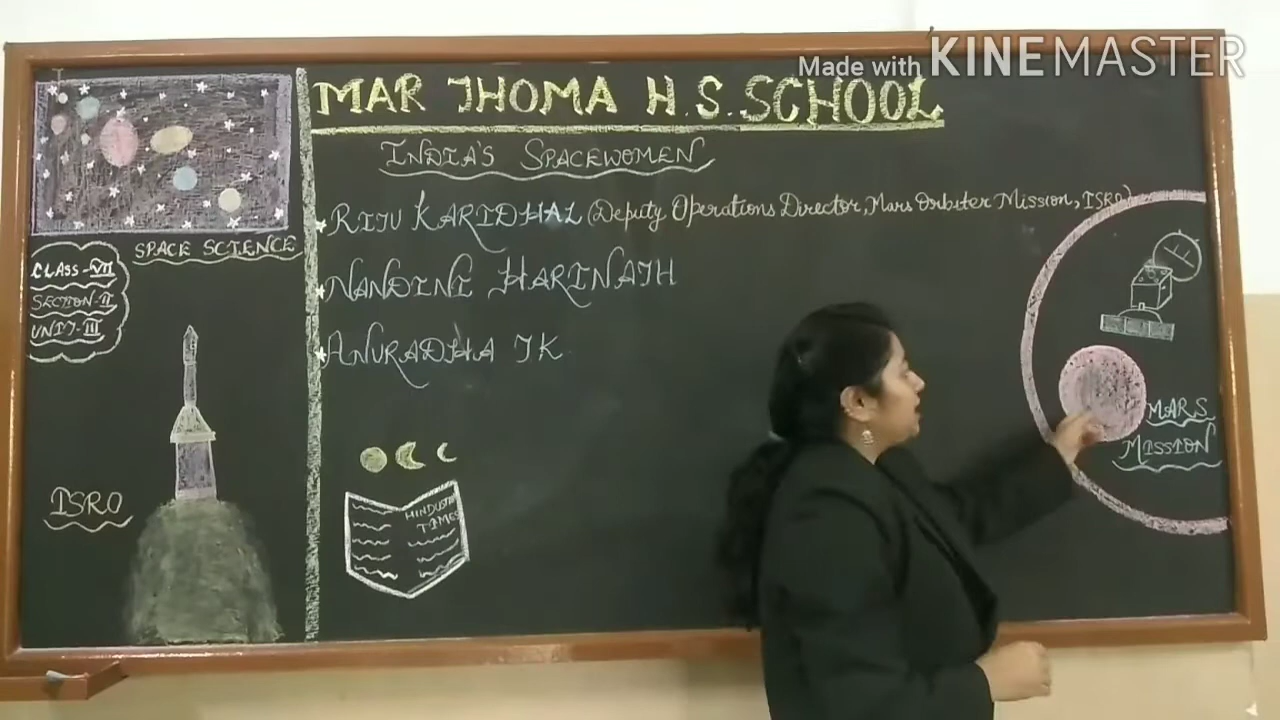 Made with KINEMASTER
MAR THOMA H.S. SCHOOL
INDIA'S SPACEWOMEN
RITU KARIDHAL (Deputy Operations Director, Mars Orbiter Mission, ISRO)
NANDINI HARINATH
ANURADHA TK
SPACE SCIENCE
CLASS-VII
SECTION-II
UNIT-III
ISRO
HINDUSTAN
TIMES
MARS
MISSION